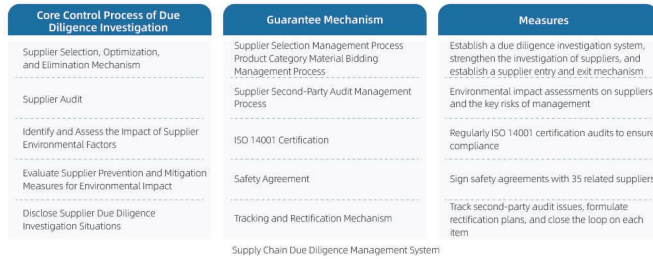 Core Control Process of Due
Diligence Investigation
Guarantee Mechanism
Measures
Supplier Selection, Optimization,
and Elimination Mechanism
Supplier Selection Management Process
Product Category Material Bidding
Management Process
Establish a due diligence investigation system,
strengthen the investigation of suppliers, and
establish a supplier entry and exit mechanism
Supplier Audit
Supplier Second-Party Audit Management
Process
Environmental impact assessments on suppliers
and the key risks of management
Identify and Assess the Impact of Supplier
Environmental Factors
ISO 14001 Certification
Regularly ISO 14001 certification audits to ensure
compliance
Evaluate Supplier Prevention and Mitigation
Measures for Environmental Impact
Safety Agreement
Sign safety agreements with 35 related suppliers
Disclose Supplier Due Diligence
Investigation Situations
Tracking and Rectification Mechanism
Track second-party audit issues, formulate
rectification plans, and close the loop on each
item
Supply Chain Due Diligence Management System